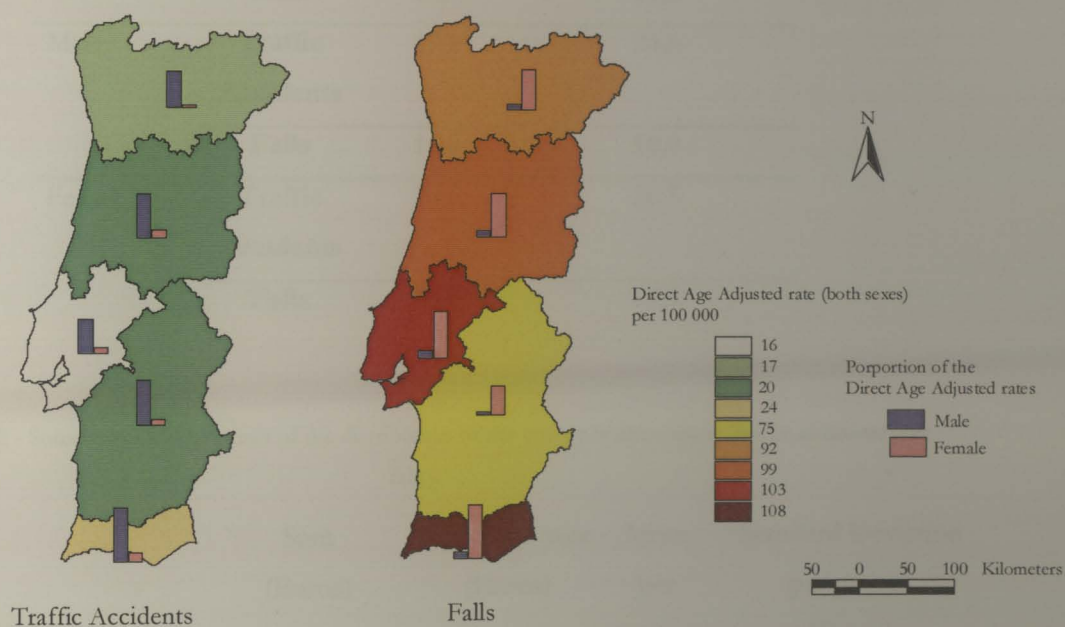 N
Direct Age Adjusted rate (both sexes)
per 100 000
16
17
20
24
75
92
99
103
108
Porportion of the
Direct Age Adjusted rates
Male
Female
50 0 50 100 Kilometers
Traffic Accidents
Falls